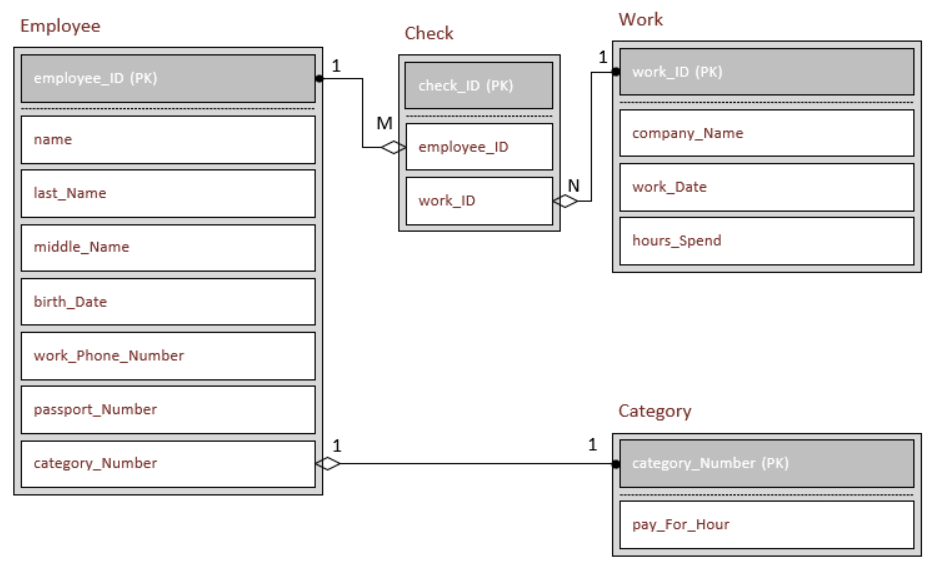 Employee
employee_ID (PK)
name
last_Name
middle_Name
birth_Date
work_Phone_Number
passport_Number
category_Number
1
M
Check
check_ID (PK)
employee_ID
work_ID
N
1
Work
work_ID (PK)
company_Name
work_Date
hours_Spend
1
1
Category
category_Number (PK)
pay_For_Hour